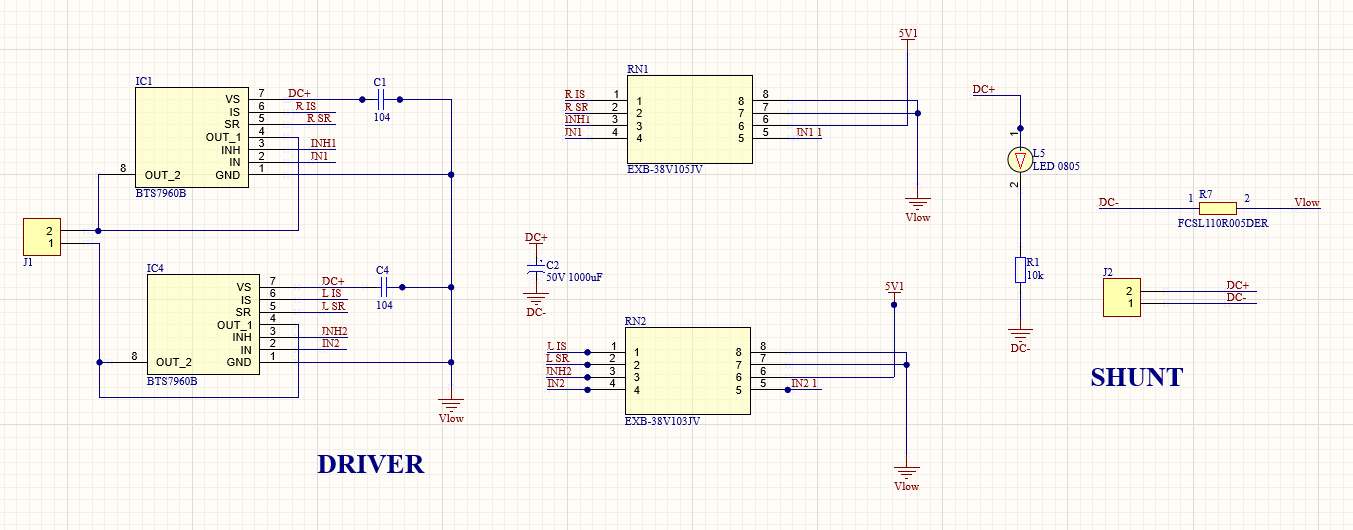 IC1
VS 7 DC+
IS 6 R IS
SR 5 R SR
OUT_1 4
INH 3 INH1
IN 2 IN1
8 OUT_2 GND 1
BTS7960B
C1
104
2
1
J1
IC4
VS 7 DC+
IS 6 L IS
SR 5 L SR
OUT_1 4
INH 3 INH2
IN 2 IN2
8 OUT_2 GND 1
BTS7960B
C4
104
Vlow
DRIVER
5V1
RN1
R IS 1 1 8 8
R SR 2 2 7 7
INH1 3 3 6 6
IN1 4 4 5 5 IN1 1
EXB-38V105JV
Vlow
DC+
C2
50V 1000uF
DC-
5V1
RN2
L IS 1 1 8 8
L SR 2 2 7 7
INH2 3 3 6 6
IN2 4 4 5 5 IN2 1
EXB-38V103JV
Vlow
DC+
1
L5
LED 0805
2
R1
10k
DC-
DC- 1 R7 2 Vlow
FCSL110R005DER
J2
2 DC+
1 DC-
SHUNT